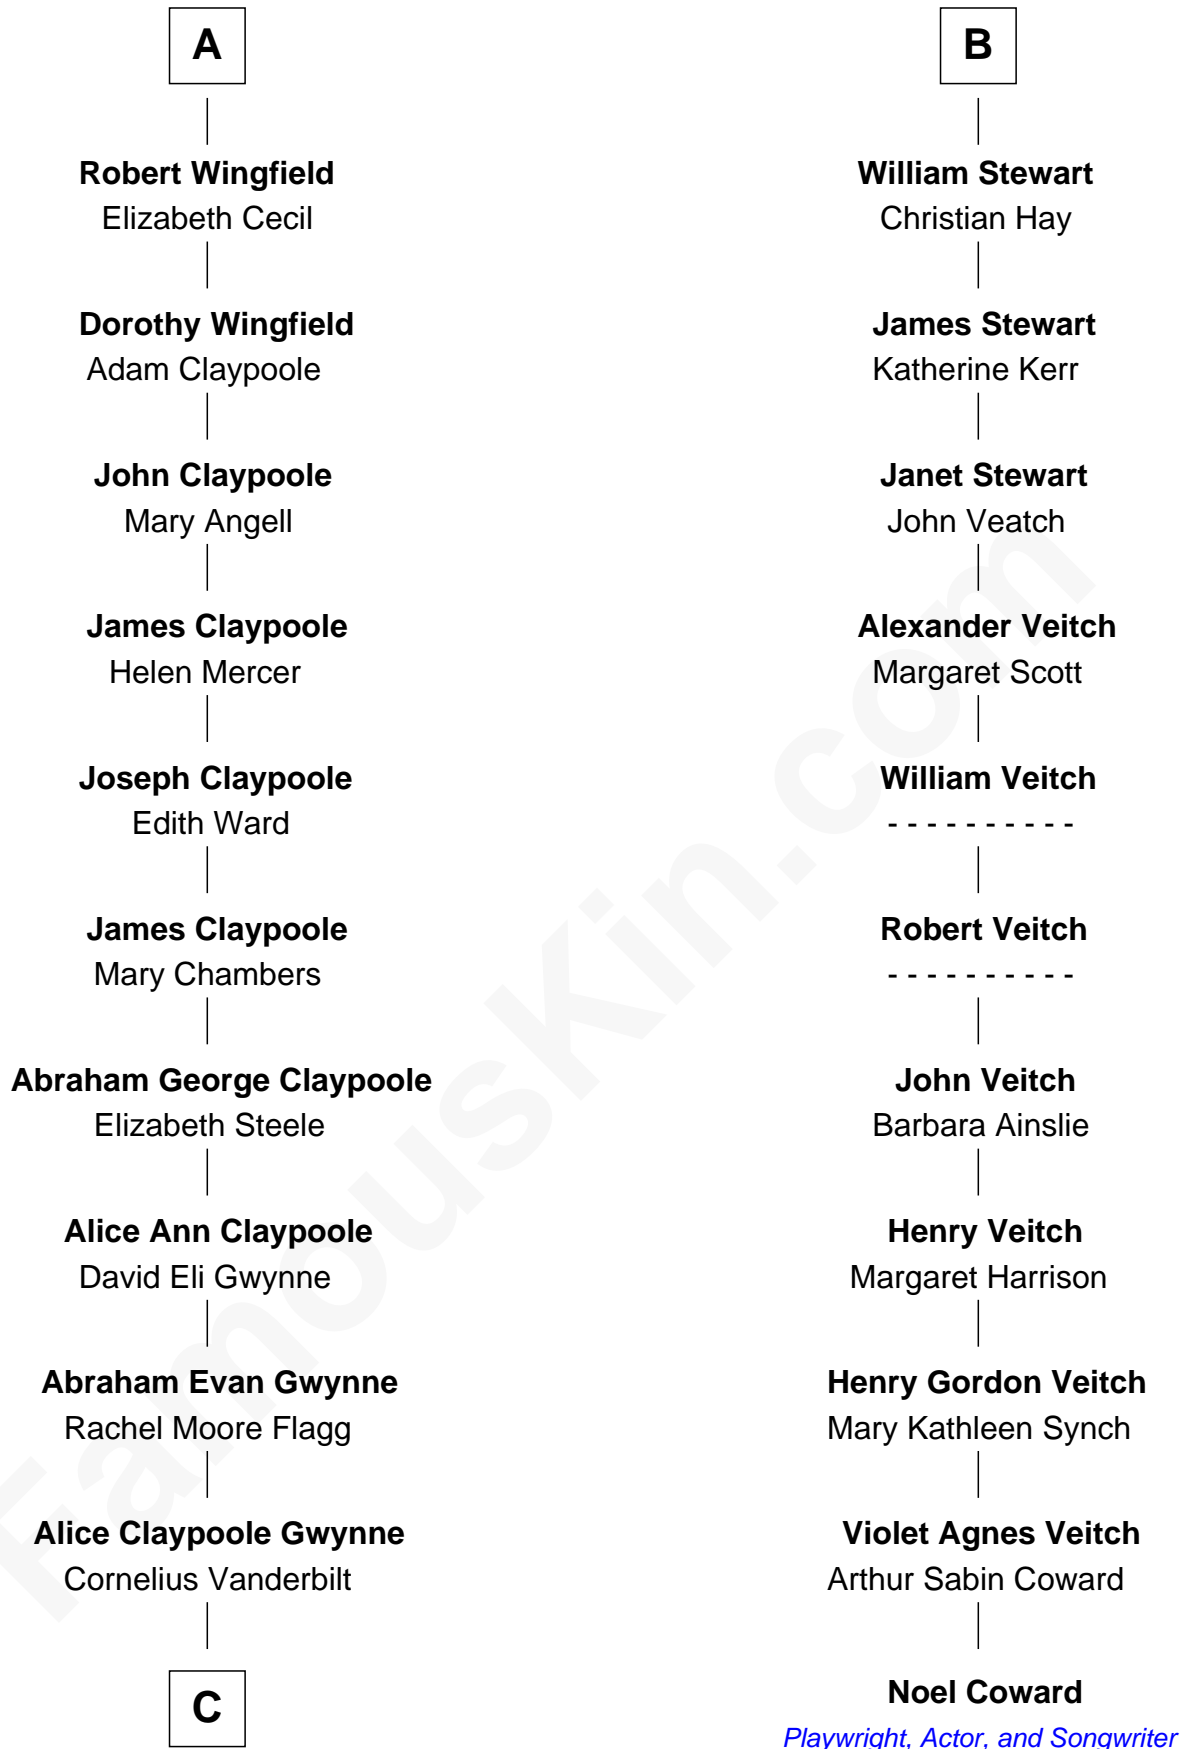 A
Robert Wingfield
Elizabeth Cecil
Dorothy Wingfield
Adam Claypoole
John Claypoole
Mary Angell
James Claypoole
Helen Mercer
Joseph Claypoole
Edith Ward
James Claypoole
Mary Chambers
Abraham George Claypoole
Elizabeth Steele
Alice Ann Claypoole
David Eli Gwynne
Abraham Evan Gwynne
Rachel Moore Flagg
Alice Claypoole Gwynne
Cornelius Vanderbilt
C
B
William Stewart
Christian Hay
James Stewart
Katherine Kerr
Janet Stewart
John Veatch
Alexander Veitch
Margaret Scott
William Veitch
- - - - - - - - - -
Robert Veitch
- - - - - - - - - -
John Veitch
Barbara Ainslie
Henry Veitch
Margaret Harrison
Henry Gordon Veitch
Mary Kathleen Synch
Violet Agnes Veitch
Arthur Sabin Coward
Noel Coward
Playwright, Actor, and Songwriter
FamousKin.com